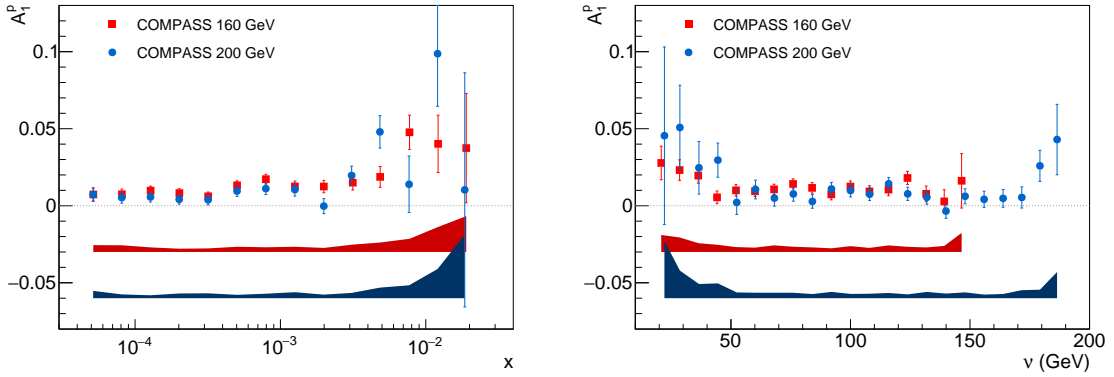 A₁ᵖ
COMPASS 160 GeV
COMPASS 200 GeV
0.1
0.05
0
−0.05
10⁻⁴ 10⁻³ 10⁻²
x
A₁ᵖ
COMPASS 160 GeV
COMPASS 200 GeV
0.1
0.05
0
−0.05
50 100 150 200
ν (GeV)